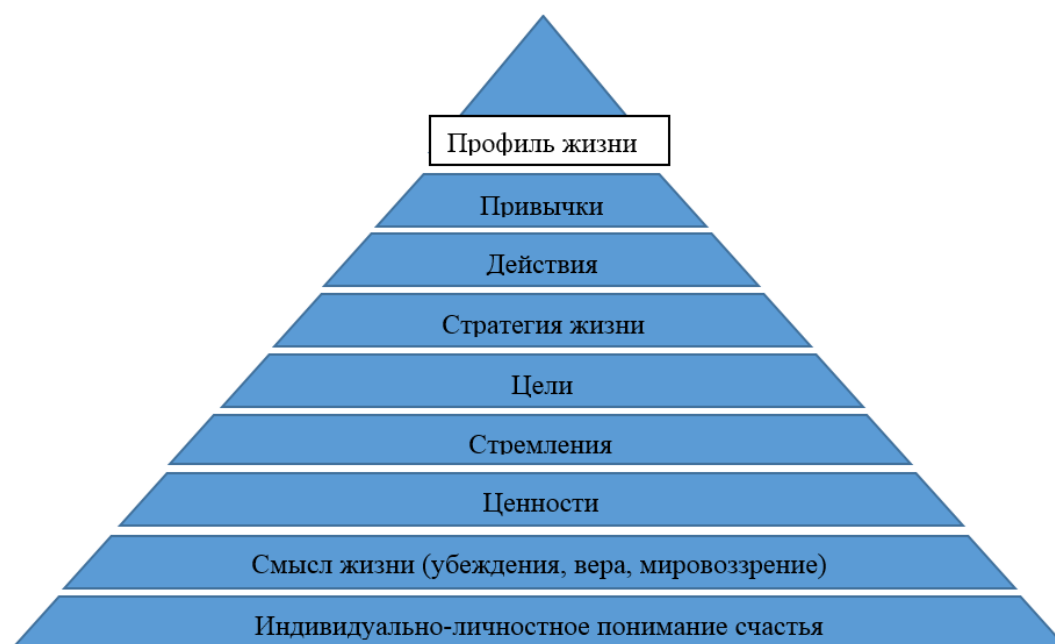 Профиль жизни
Привычки
Действия
Стратегия жизни
Цели
Стремления
Ценности
Смысл жизни (убеждения, вера, мировоззрение)
Индивидуально-личностное понимание счастья